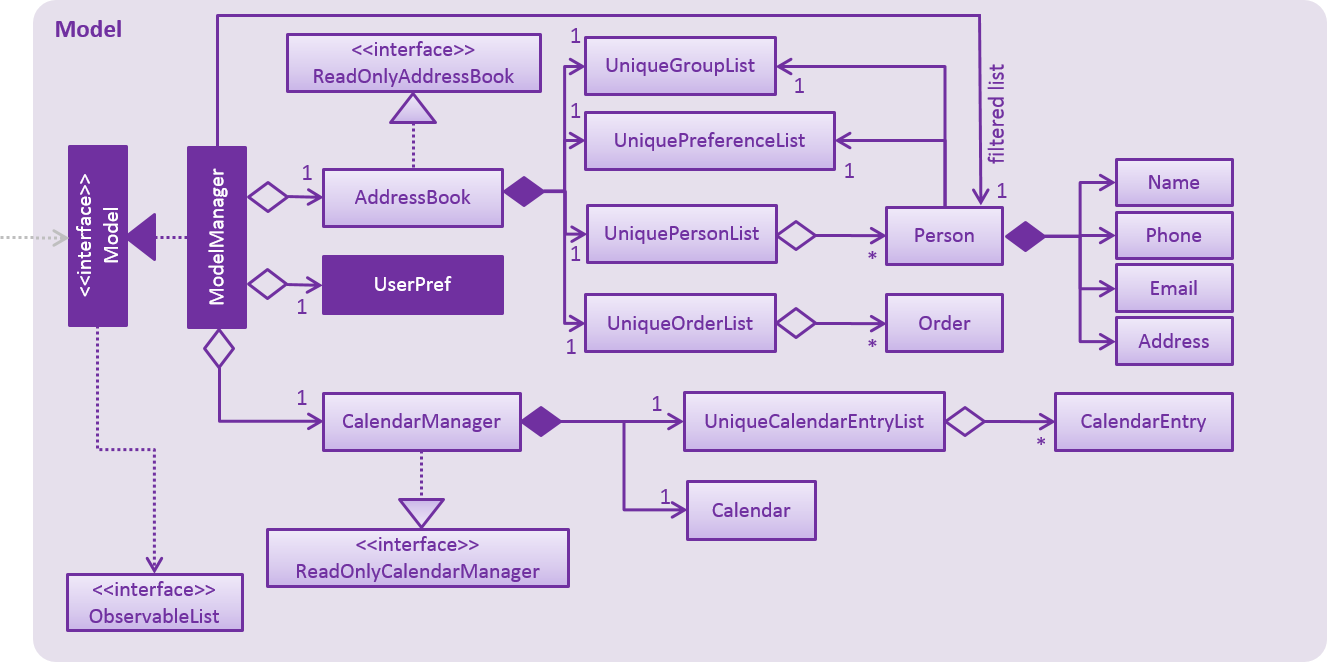 Model
<<interface>>
ReadOnlyAddressBook
1
UniqueGroupList
1
filtered list
1
UniquePreferenceList
1
<<interface>>
Model
ModelManager
1
AddressBook
1
UniquePersonList
1
Person
*
Name
Phone
Email
Address
UserPref
1
UniqueOrderList
1
Order
*
1
CalendarManager
1
UniqueCalendarEntryList
CalendarEntry
*
1
Calendar
<<interface>>
ReadOnlyCalendarManager
<<interface>>
ObservableList